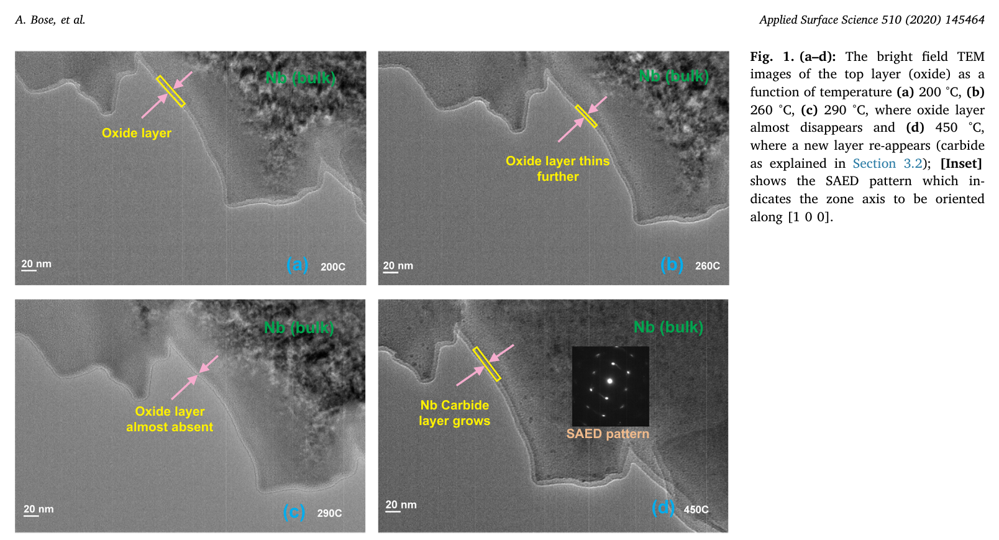 A. Bose, et al.
Applied Surface Science 510 (2020) 145464
Nb (bulk)
Oxide layer
20 nm
(a)
200C
Nb (bulk)
Oxide layer thins
further
20 nm
(b)
260C
Nb (bulk)
Oxide layer
almost absent
20 nm
(c)
290C
Nb (bulk)
Nb Carbide
layer grows
SAED pattern
20 nm
(d)
450C
Fig. 1. (a–d): The bright field TEM
images of the top layer (oxide) as a
function of temperature (a) 200 ˚C, (b)
260 ˚C, (c) 290 ˚C, where oxide layer
almost disappears and (d) 450 ˚C,
where a new layer re-appears (carbide
as explained in Section 3.2); [Inset]
shows the SAED pattern which in-
dicates the zone axis to be oriented
along [1 0 0].